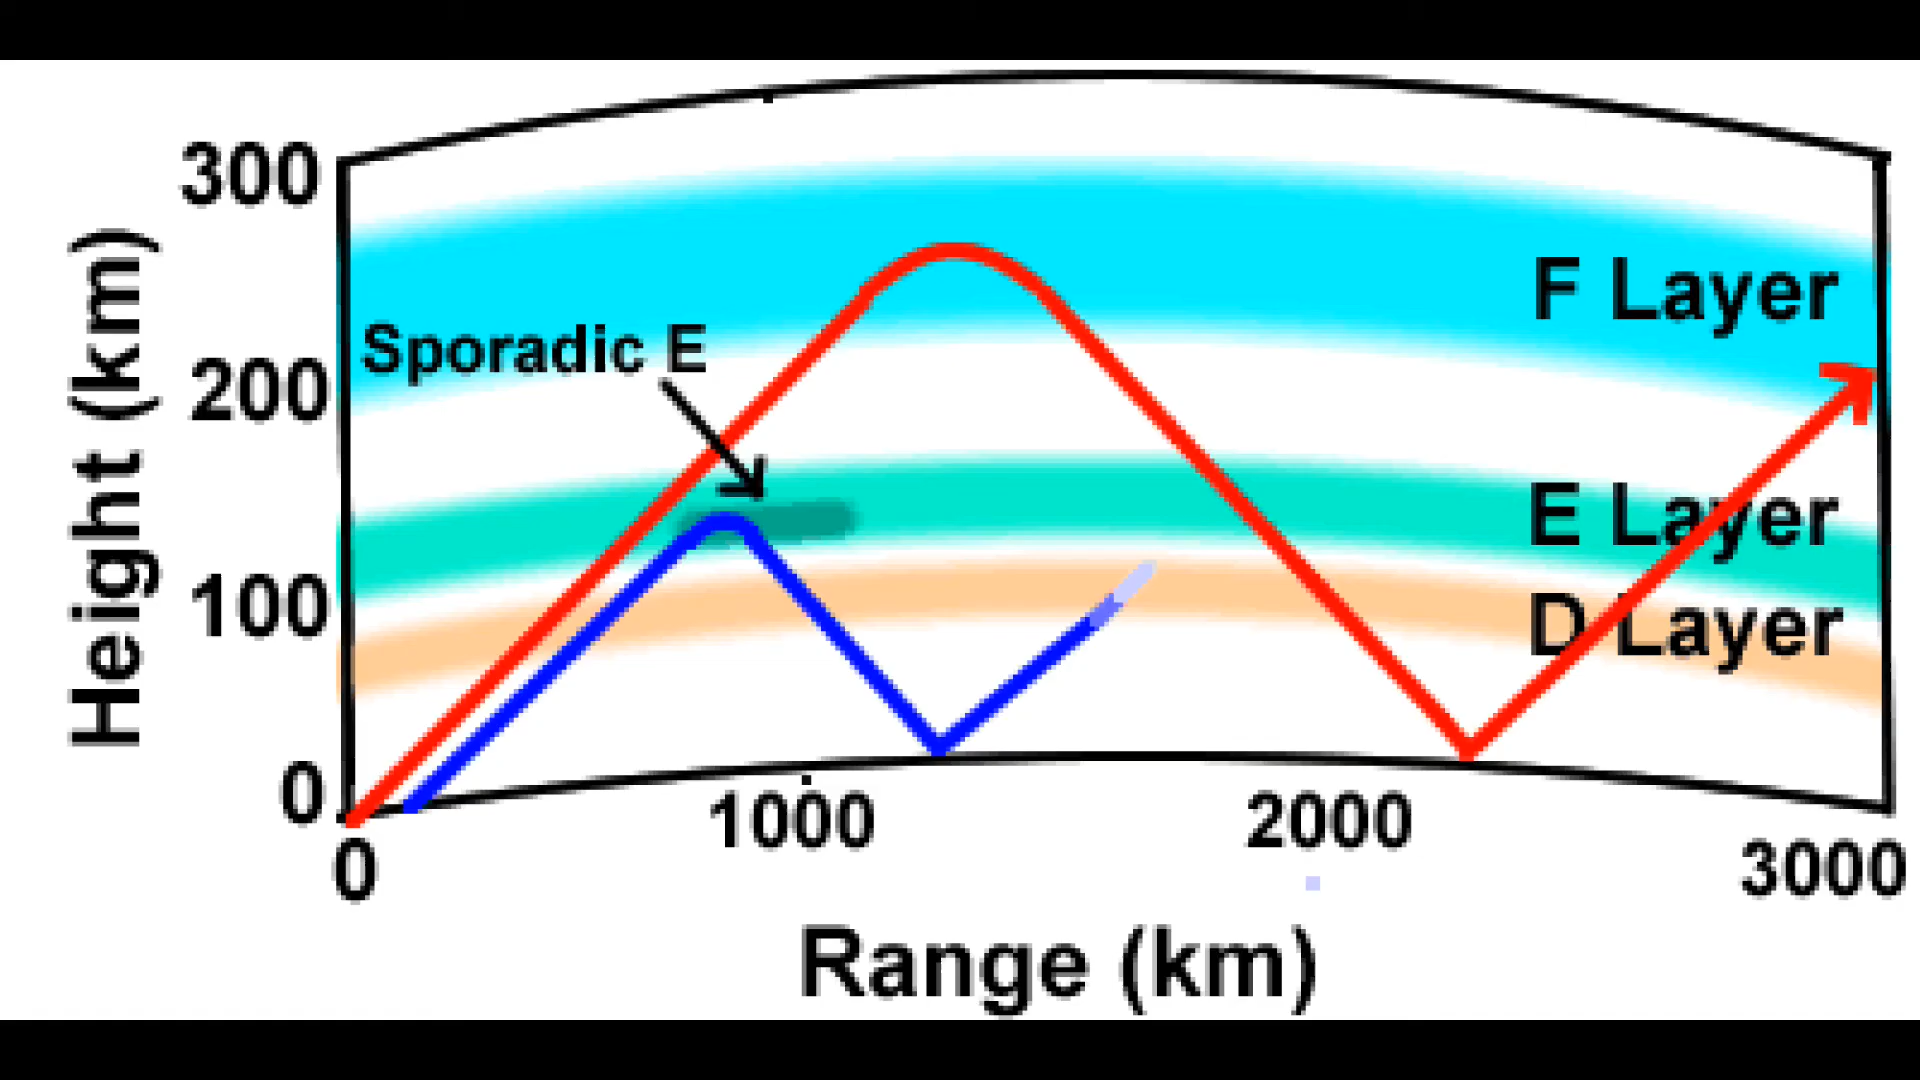 300
F Layer
Sporadic E
200
E Layer
100
D Layer
0
Height (km)
0
1000
2000
3000
Range (km)